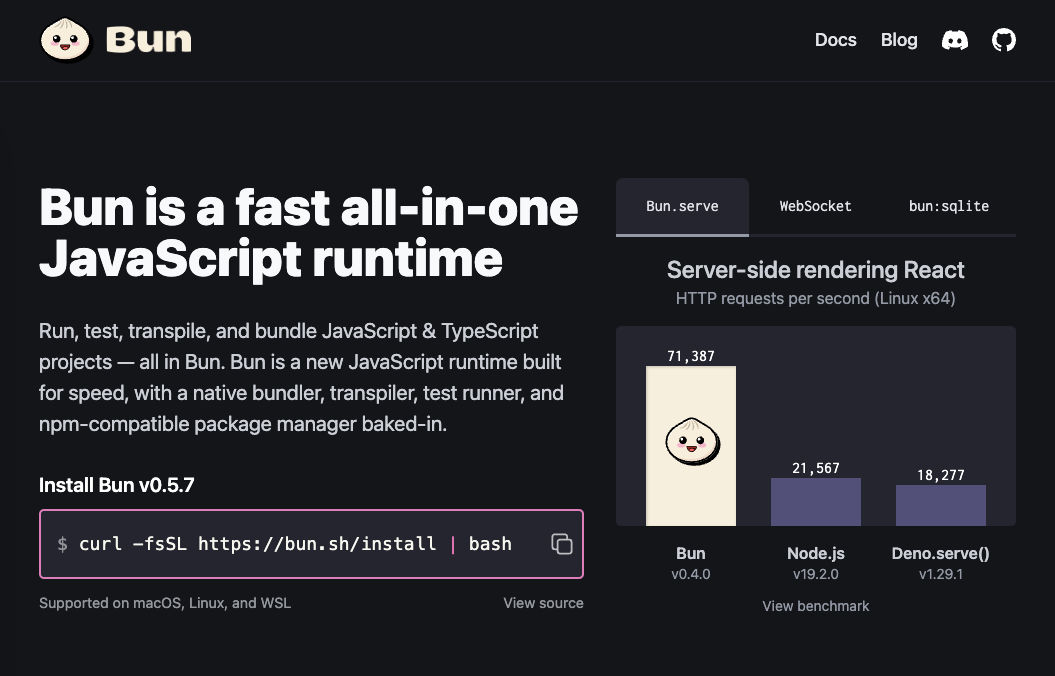 Bun
Docs
Blog
Bun is a fast all-in-one
JavaScript runtime
Run, test, transpile, and bundle JavaScript & TypeScript
projects — all in Bun. Bun is a new JavaScript runtime built
for speed, with a native bundler, transpiler, test runner, and
npm-compatible package manager baked-in.
Install Bun v0.5.7
$ curl -fsSL https://bun.sh/install | bash
Supported on macOS, Linux, and WSL
View source
Bun.serve
WebSocket
bun:sqlite
Server-side rendering React
HTTP requests per second (Linux x64)
71,387
21,567
18,277
Bun
v0.4.0
Node.js
v19.2.0
Deno.serve()
v1.29.1
View benchmark